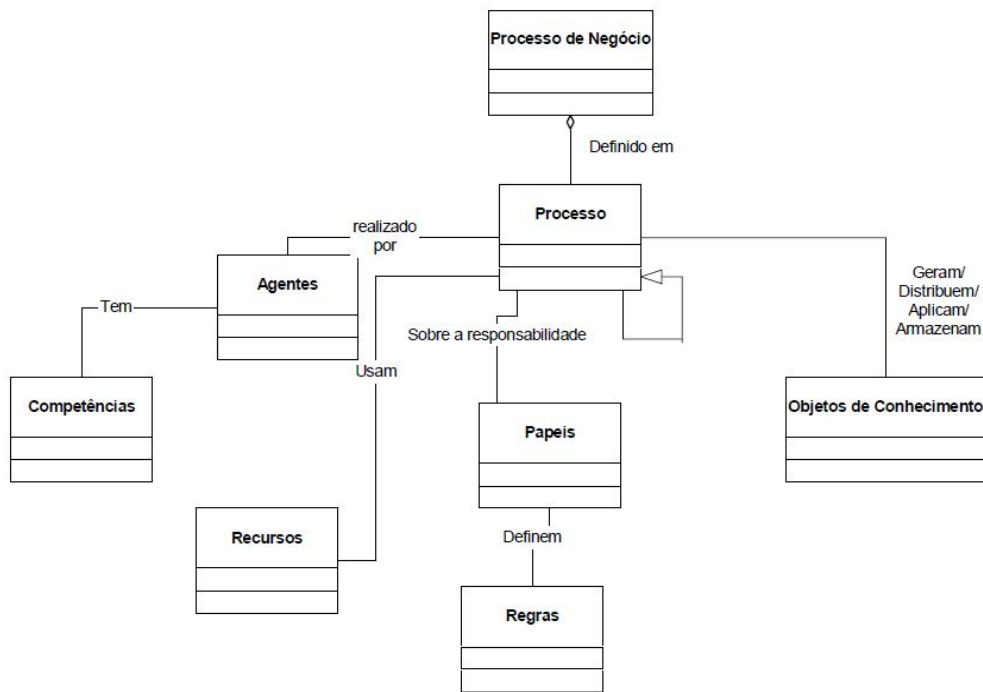 Processo de Negócio
Definido em
Processo
realizado
por
Agentes
Geram/
Distribuem/
Aplicam/
Armazenam
Tem
Sobre a responsabilidade
Usam
Competências
Papeis
Objetos de Conhecimento
Recursos
Definem
Regras